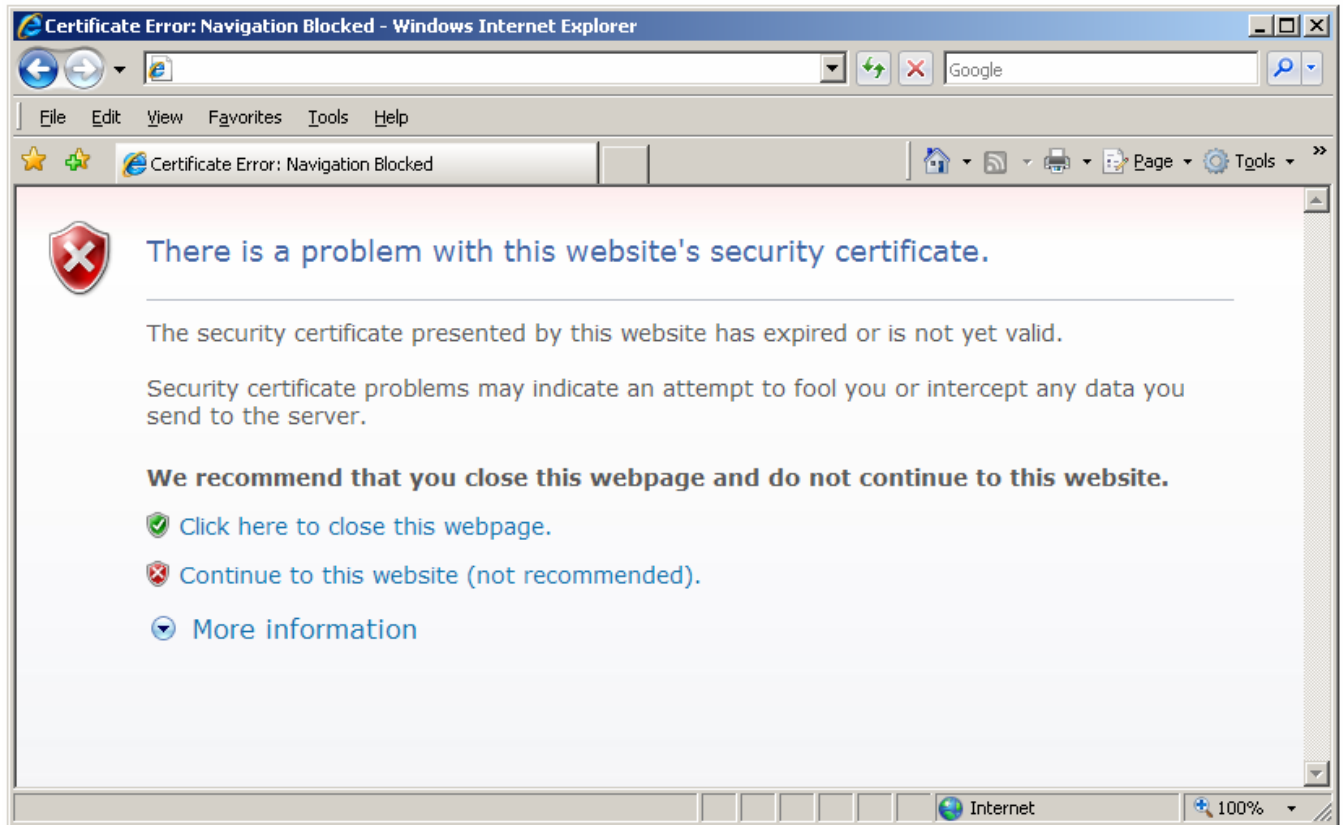 Certificate Error: Navigation Blocked - Windows Internet Explorer
Google
File Edit View Favorites Tools Help
Certificate Error: Navigation Blocked Page Tools »
There is a problem with this website's security certificate.
The security certificate presented by this website has expired or is not yet valid.
Security certificate problems may indicate an attempt to fool you or intercept any data you
send to the server.
We recommend that you close this webpage and do not continue to this website.
Click here to close this webpage.
Continue to this website (not recommended).
More information
Internet 100%